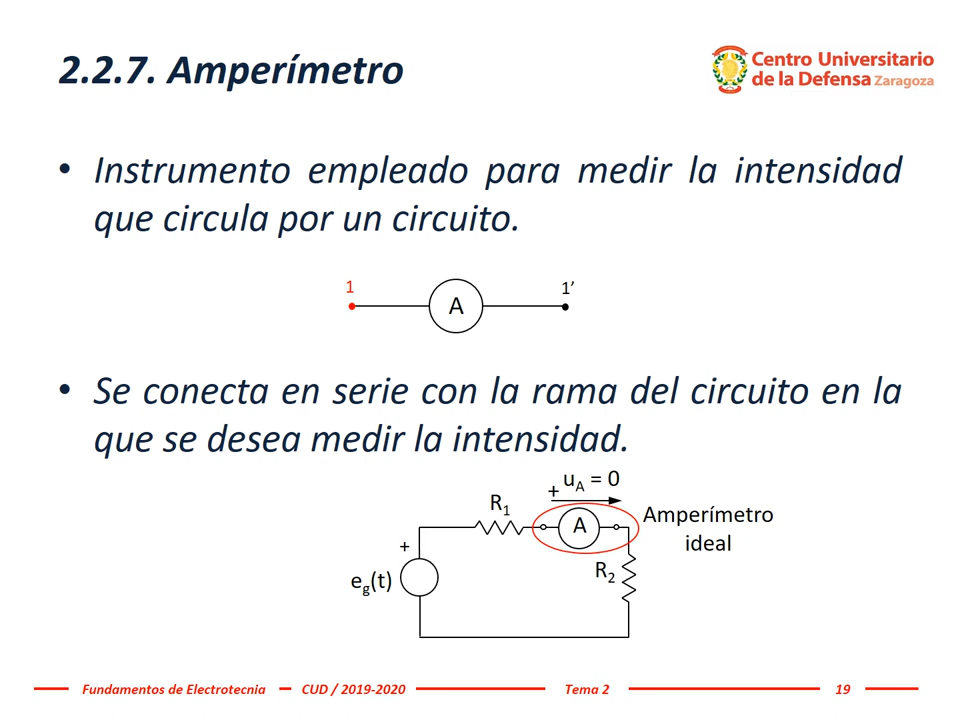 2.2.7. Amperímetro
Centro Universitario
de la Defensa Zaragoza
• Instrumento empleado para medir la intensidad
que circula por un circuito.
1
1’
A
• Se conecta en serie con la rama del circuito en la
que se desea medir la intensidad.
+ uA = 0
R1
A
Amperímetro
ideal
+
R2
eg(t)
Fundamentos de Electrotecnia
CUD / 2019-2020
Tema 2
19